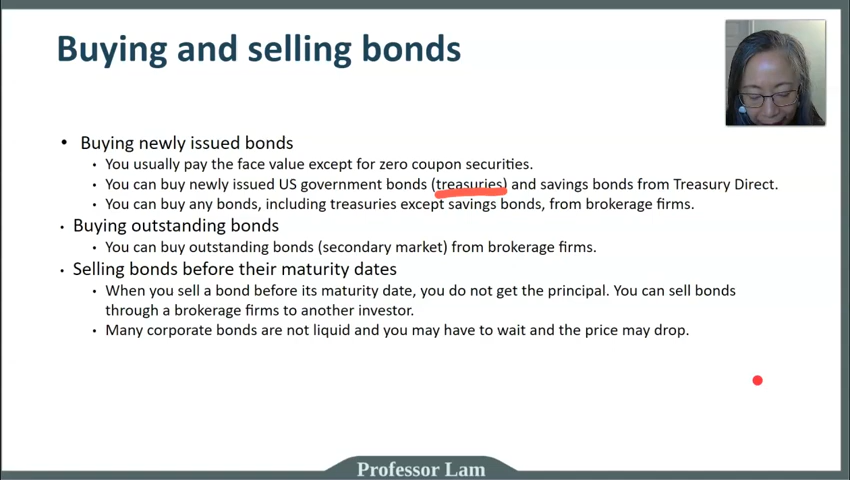 Buying and selling bonds
• Buying newly issued bonds
• You usually pay the face value except for zero coupon securities.
• You can buy newly issued US government bonds (treasuries) and savings bonds from Treasury Direct.
• You can buy any bonds, including treasuries except savings bonds, from brokerage firms.
• Buying outstanding bonds
• You can buy outstanding bonds (secondary market) from brokerage firms.
• Selling bonds before their maturity dates
• When you sell a bond before its maturity date, you do not get the principal. You can sell bonds
through a brokerage firms to another investor.
• Many corporate bonds are not liquid and you may have to wait and the price may drop.
Professor Lam